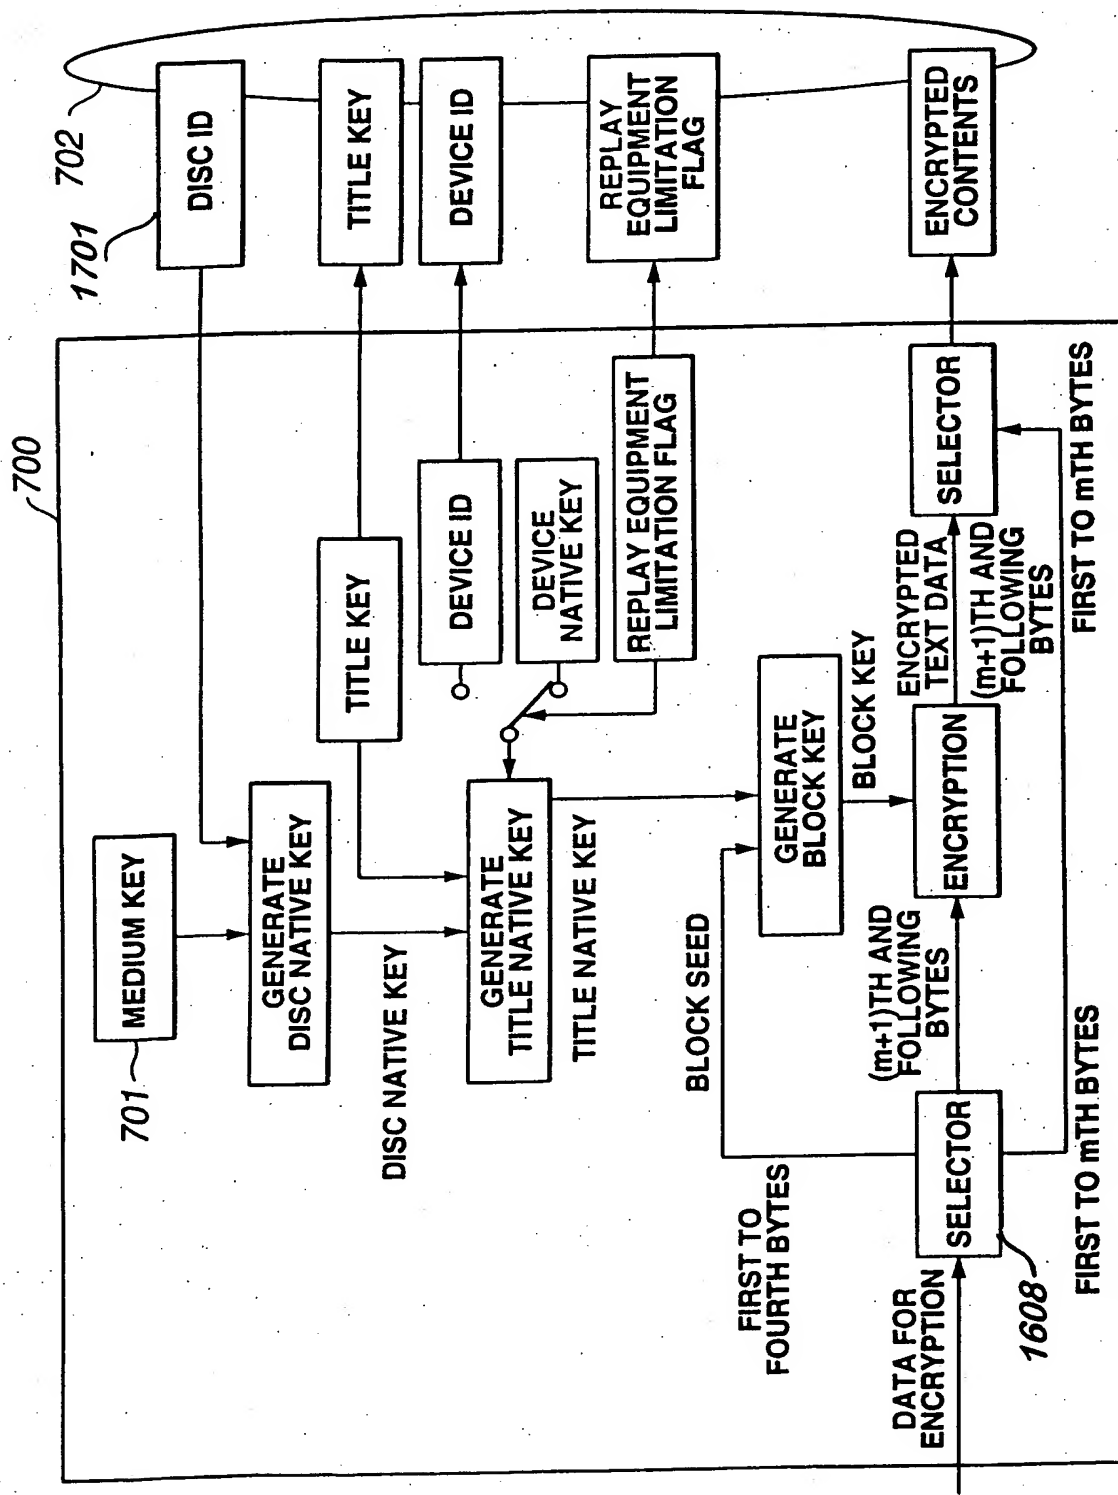 700
1701
702
DISC ID
TITLE KEY
DEVICE ID
REPLAY
EQUIPMENT
LIMITATION
FLAG
ENCRYPTED
CONTENTS
701
MEDIUM KEY
GENERATE
DISC NATIVE KEY
DISC NATIVE KEY
TITLE KEY
GENERATE
TITLE NATIVE KEY
TITLE NATIVE KEY
DEVICE ID
DEVICE
NATIVE KEY
REPLAY EQUIPMENT
LIMITATION FLAG
BLOCK SEED
GENERATE
BLOCK KEY
BLOCK KEY
FIRST TO
FOURTH BYTES
DATA FOR
ENCRYPTION
SELECTOR
1608
(m+1)TH AND
FOLLOWING
BYTES
ENCRYPTION
ENCRYPTED
TEXT DATA
(m+1)TH AND
FOLLOWING
BYTES
SELECTOR
FIRST TO mTH BYTES
FIRST TO mTH BYTES